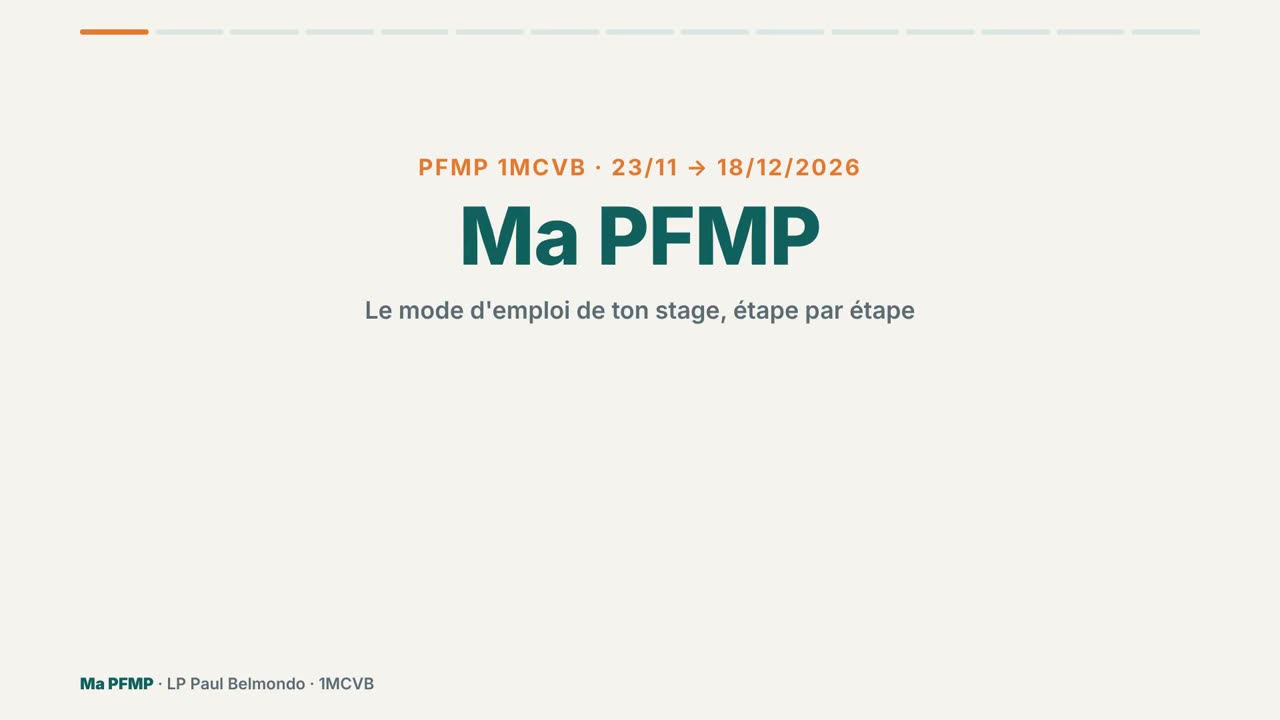 PFMP 1MCVB · 23/11 → 18/12/2026
Ma PFMP
Le mode d'emploi de ton stage, étape par étape
Ma PFMP · LP Paul Belmondo · 1MCVB